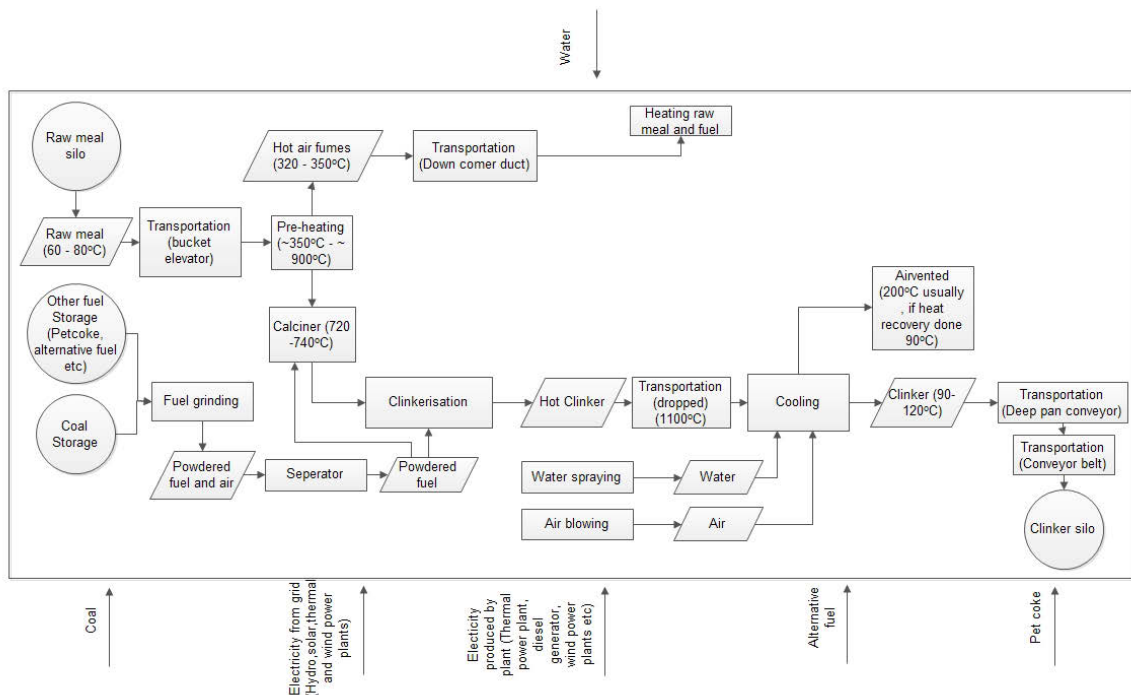 Water
Raw meal
silo
Hot air fumes
(320 - 350ºC)
Transportation
(Down comer duct)
Heating raw
meal and fuel
Raw meal
(60 - 80ºC)
Transportation
(bucket
elevator)
Pre-heating
(~350ºC - ~
900ºC)
Other fuel
Storage
(Petcoke,
alternative fuel
etc)
Calciner (720
-740ºC)
Airvented
(200ºC usually
, if heat
recovery done
90ºC)
Coal
Storage
Fuel grinding
Clinkerisation
Hot Clinker
Transportation
(dropped)
(1100ºC)
Cooling
Clinker (90-
120ºC)
Transportation
(Deep pan conveyor)
Transportation
(Conveyor belt)
Powdered
fuel and air
Seperator
Powdered
fuel
Water spraying
Water
Air blowing
Air
Clinker silo
Coal
Electricity from grid
(Hydro,solar,thermal
and wind power
plants)
Electicity
produced by
plant (Thermal
power plant,
diesel
generator,
wind power
plants etc)
Alternative
fuel
Pet coke